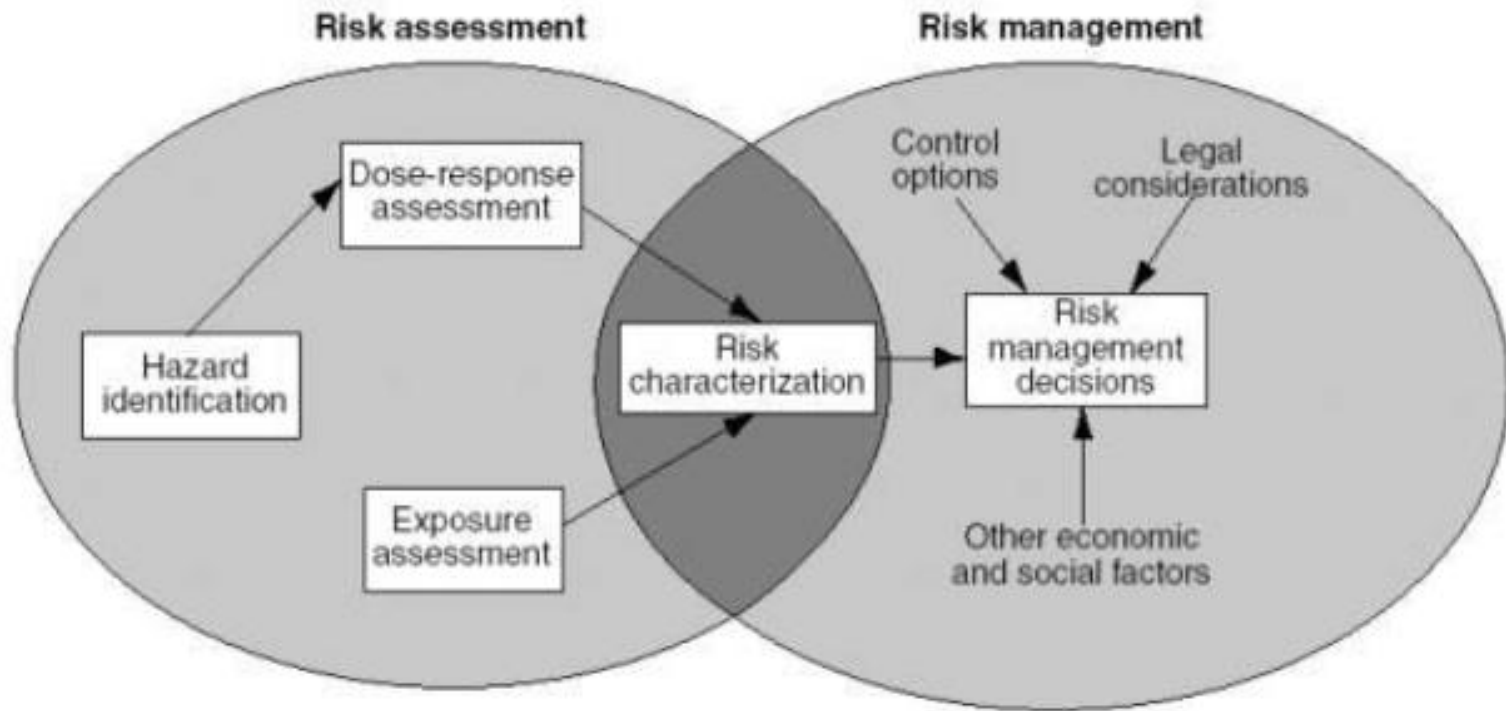 Risk assessment
Risk management
Dose-response
assessment
Control
options
Legal
considerations
Hazard
identification
Risk
characterization
Risk
management
decisions
Exposure
assessment
Other economic
and social factors